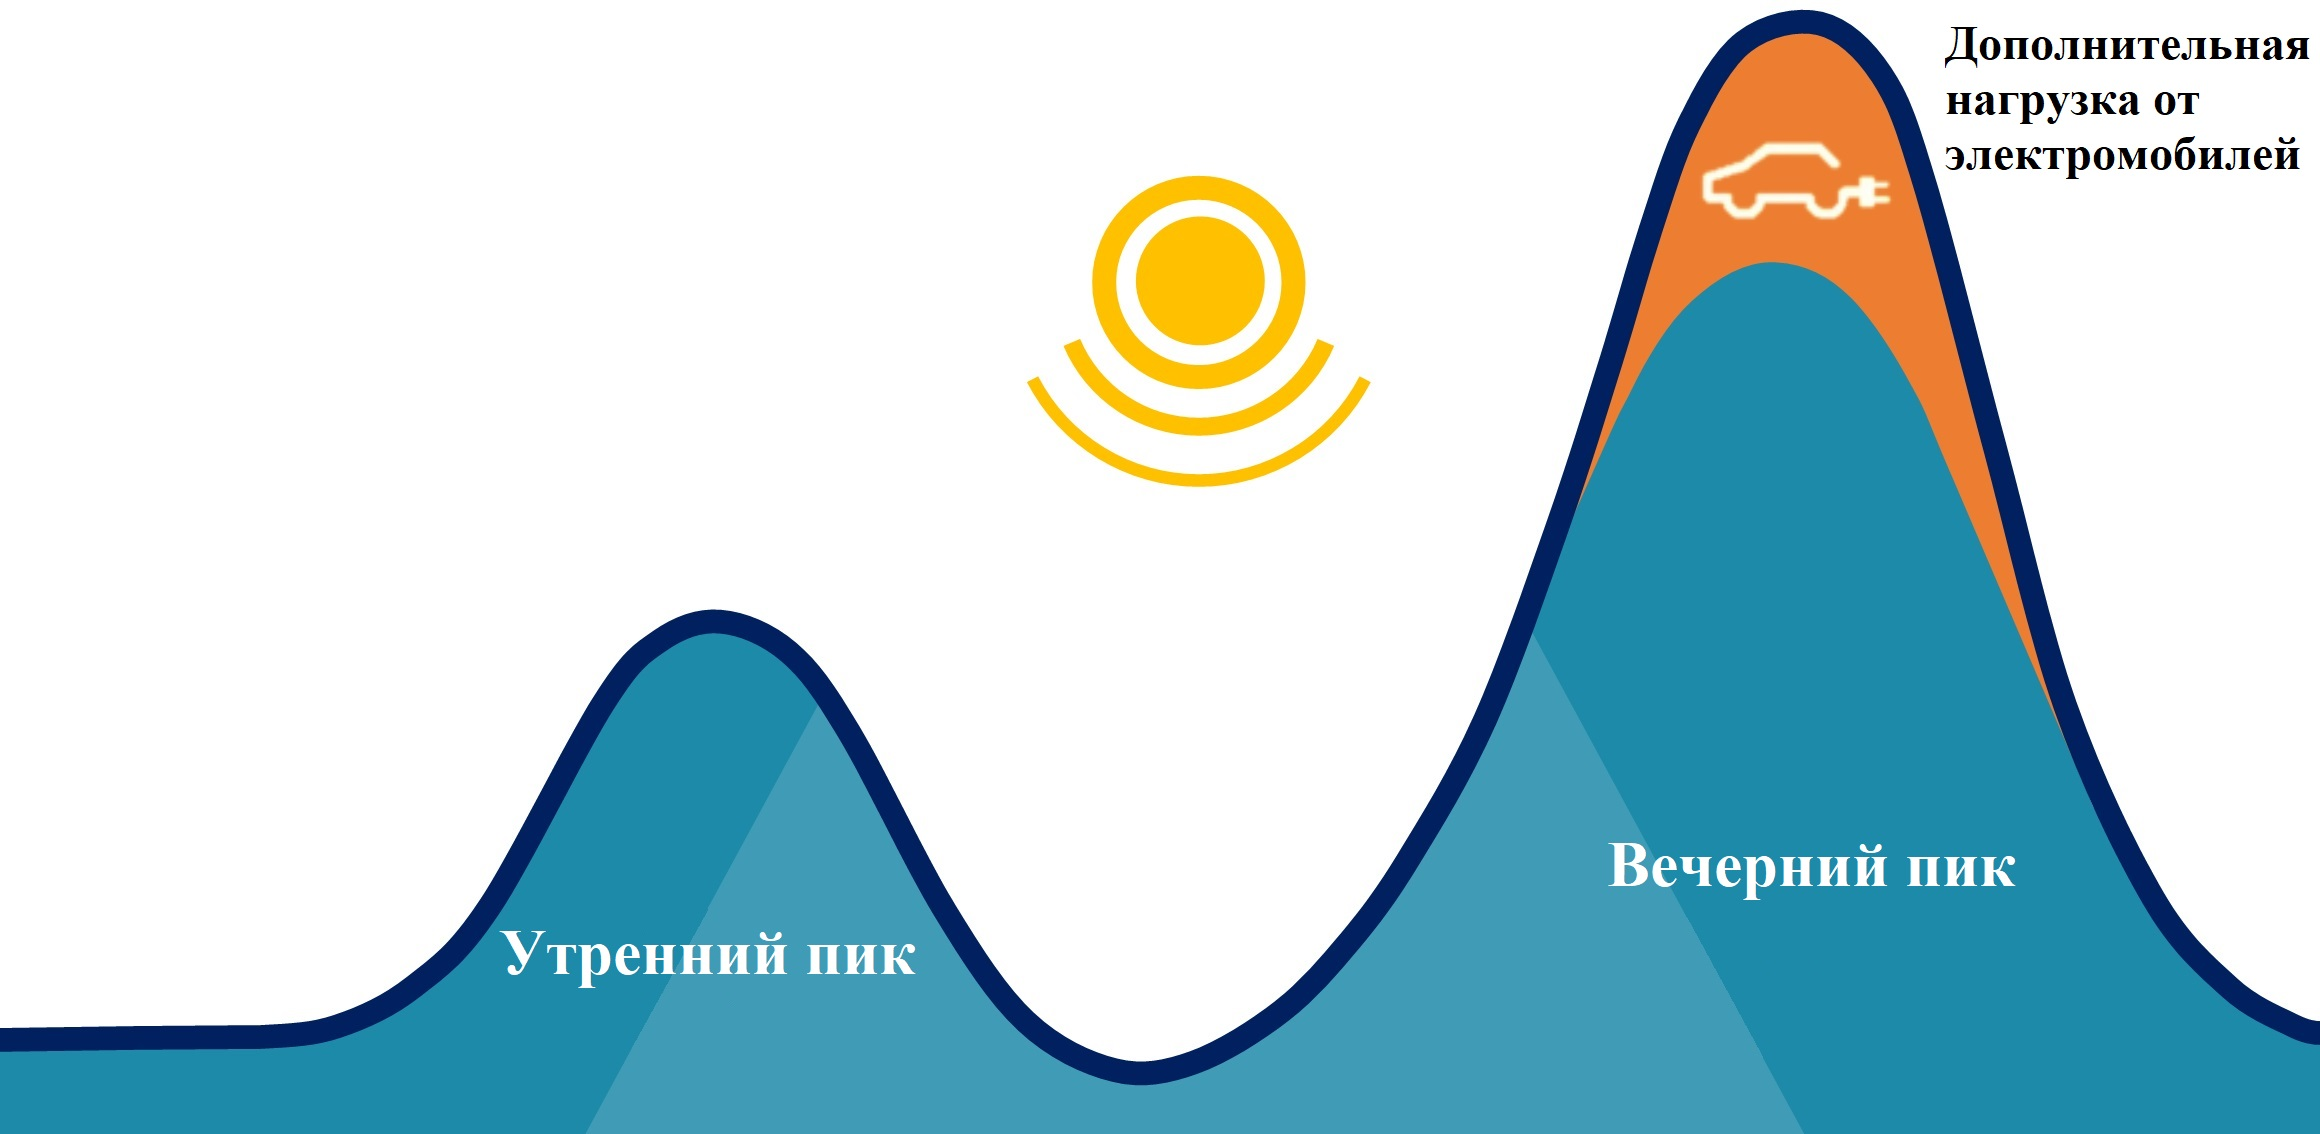 Дополнительная
нагрузка от
электромобилей
Вечерний пик
Утренний пик